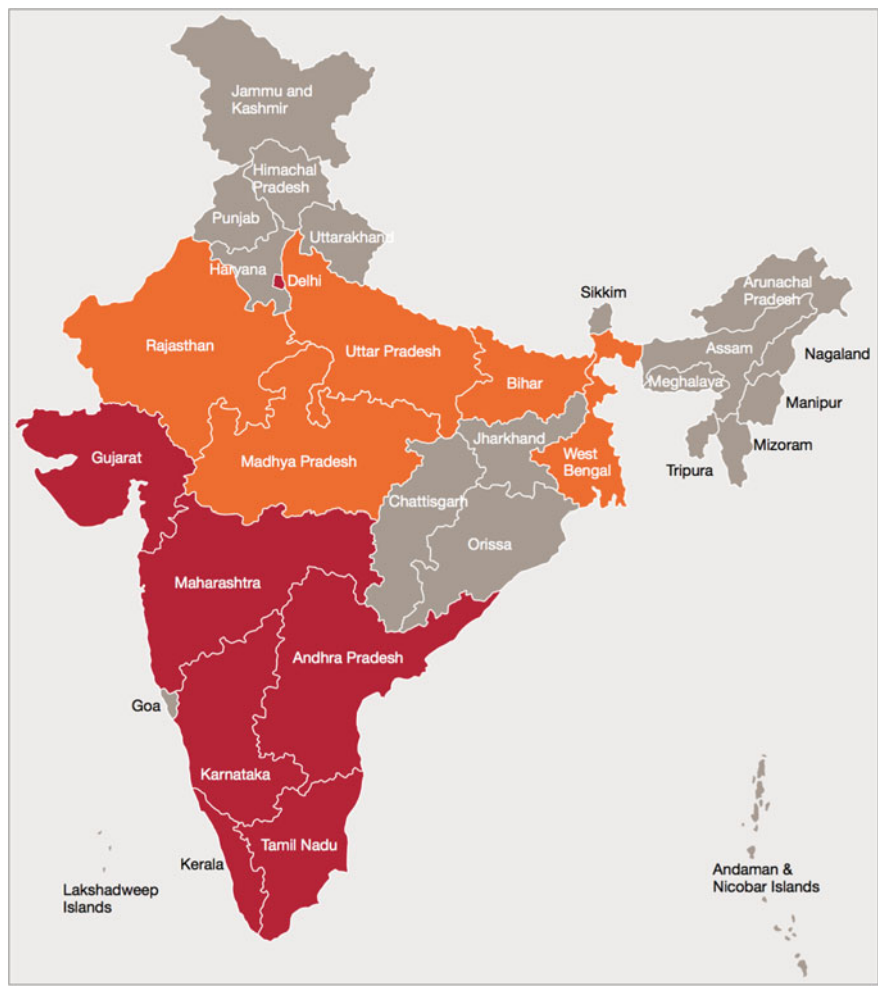 Jammu and
Kashmir
Himachal
Pradesh
Punjab
Uttarakhand
Haryana
Delhi
Sikkim
Arunachal
Pradesh
Rajasthan
Uttar Pradesh
Assam
Nagaland
Bihar
Meghalaya
Manipur
Jharkhand
Mizoram
Gujarat
Madhya Pradesh
West
Bengal
Tripura
Chattisgarh
Orissa
Maharashtra
Andhra Pradesh
Goa
Karnataka
Tamil Nadu
Kerala
Lakshadweep
Islands
Andaman &
Nicobar Islands